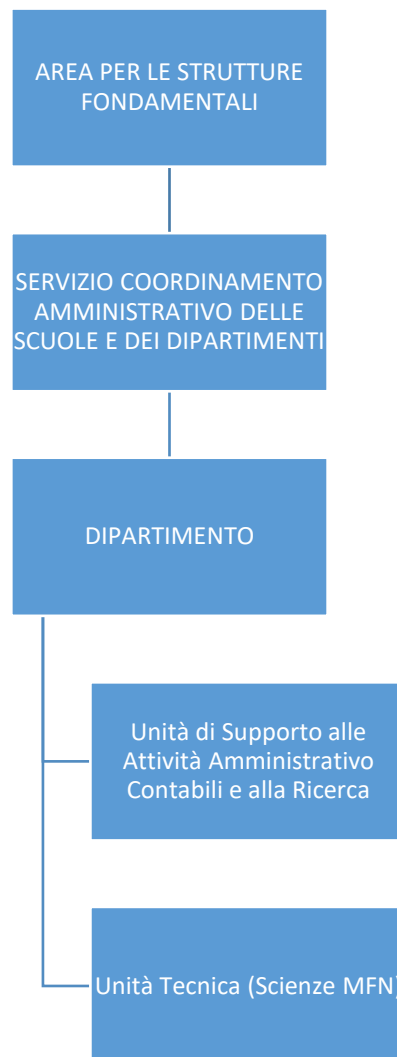 AREA PER LE STRUTTURE
FONDAMENTALI
SERVIZIO COORDINAMENTO
AMMINISTRATIVO DELLE
SCUOLE E DEI DIPARTIMENTI
DIPARTIMENTO
Unità di Supporto alle
Attività Amministrativo
Contabili e alla Ricerca
Unità Tecnica (Scienze MFN)